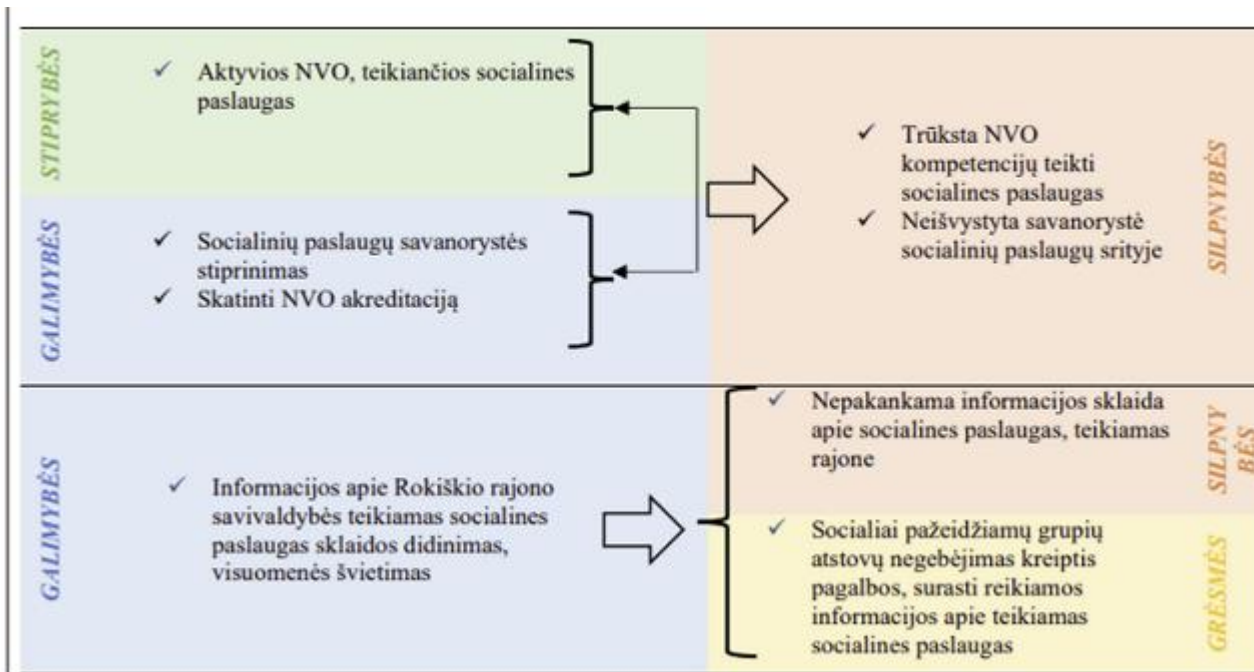 STIPRYBĖS
Aktyvios NVO, teikiančios socialines
paslaugas
GALIMYBĖS
Socialinių paslaugų savanorystės
stiprinimas
Skatinti NVO akreditaciją
Trūksta NVO
kompetencijų teikti
socialines paslaugas
Neišvystyta savanorystė
socialinių paslaugų srityje
SILPNYBĖS
GALIMYBĖS
Informacijos apie Rokiškio rajono
savivaldybės teikiamas socialines
paslaugas sklaidos didinimas,
visuomenės švietimas
Nepakankama informacijos sklaida
apie socialines paslaugas, teikiamas
rajone
SILPNY
BĖS
Socialiai pažeidžiamų grupių
atstovų negebėjimas kreiptis
pagalbos, surasti reikiamos
informacijos apie teikiamas
socialines paslaugas
GRĖSMĖS